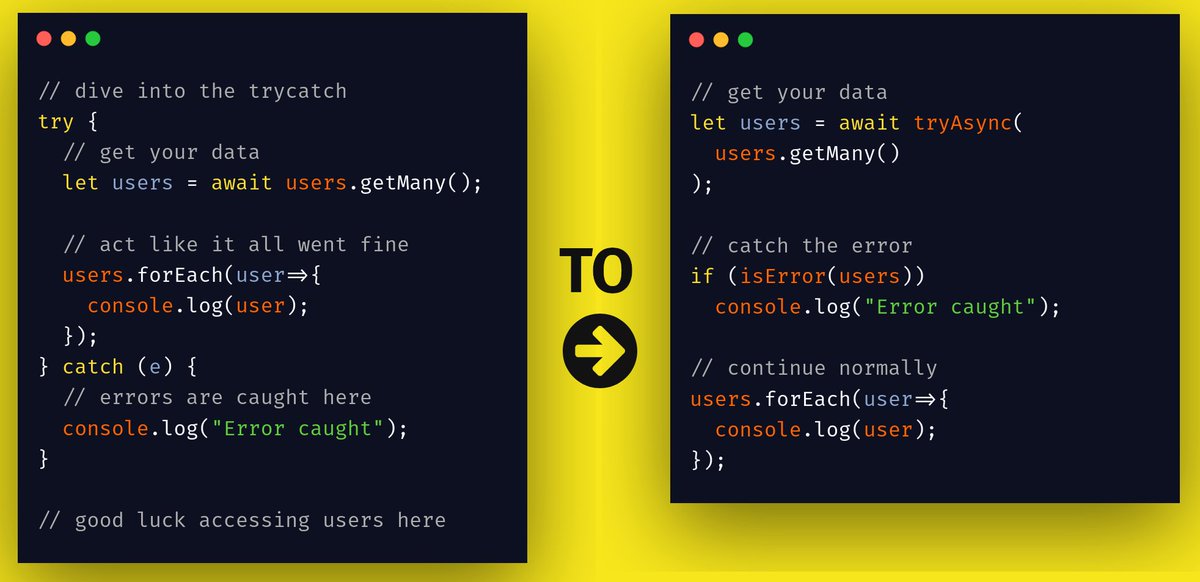 // dive into the trycatch
try {
  // get your data
  let users = await users.getMany();

  // act like it all went fine
  users.forEach(user=>{
    console.log(user);
  });
} catch (e) {
  // errors are caught here
  console.log("Error caught");
}

// good luck accessing users here

TO

// get your data
let users = await tryAsync(
  users.getMany()
);

// catch the error
if (isError(users))
  console.log("Error caught");

// continue normally
users.forEach(user=>{
  console.log(user);
});